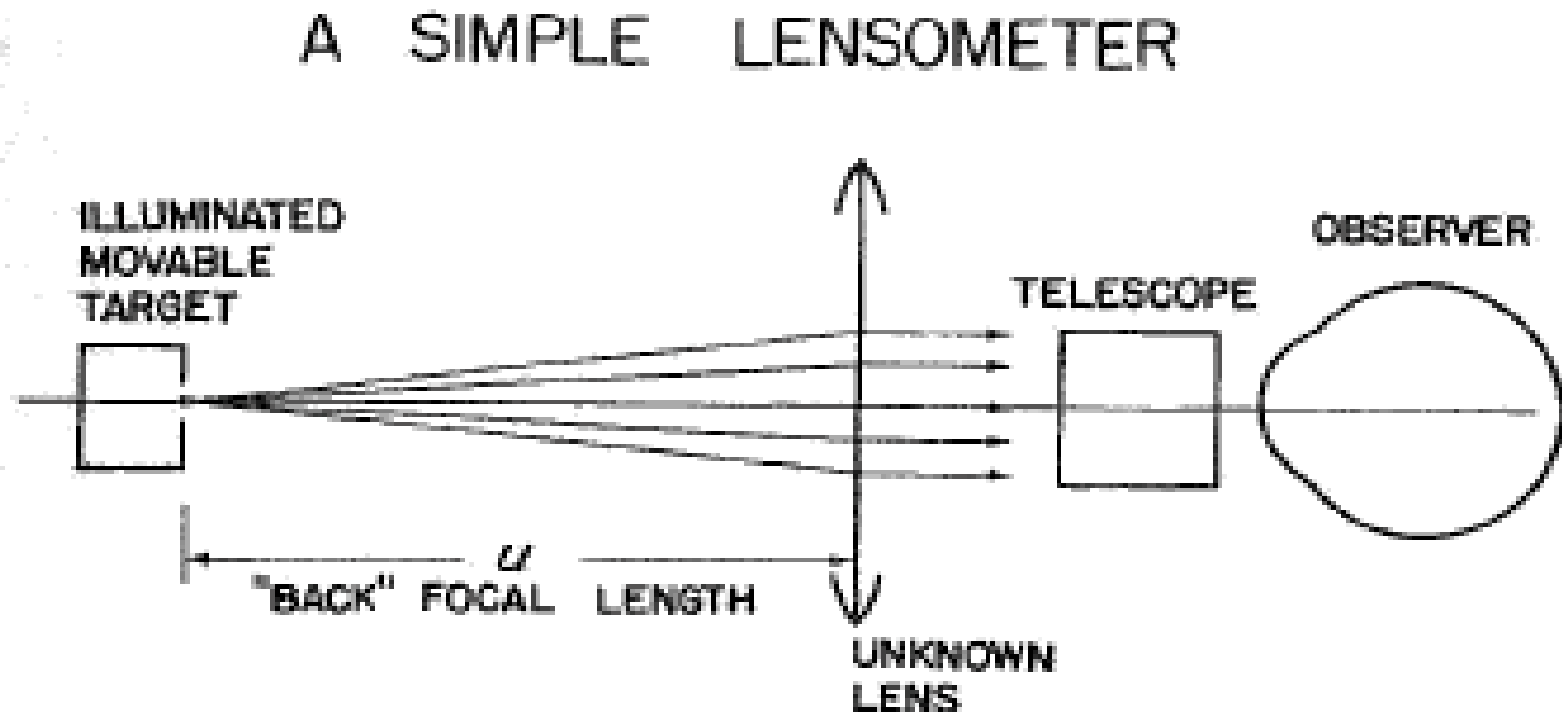 A SIMPLE LENSOMETER
ILLUMINATED
MOVABLE
TARGET
OBSERVER
TELESCOPE
u
"BACK" FOCAL LENGTH
UNKNOWN
LENS